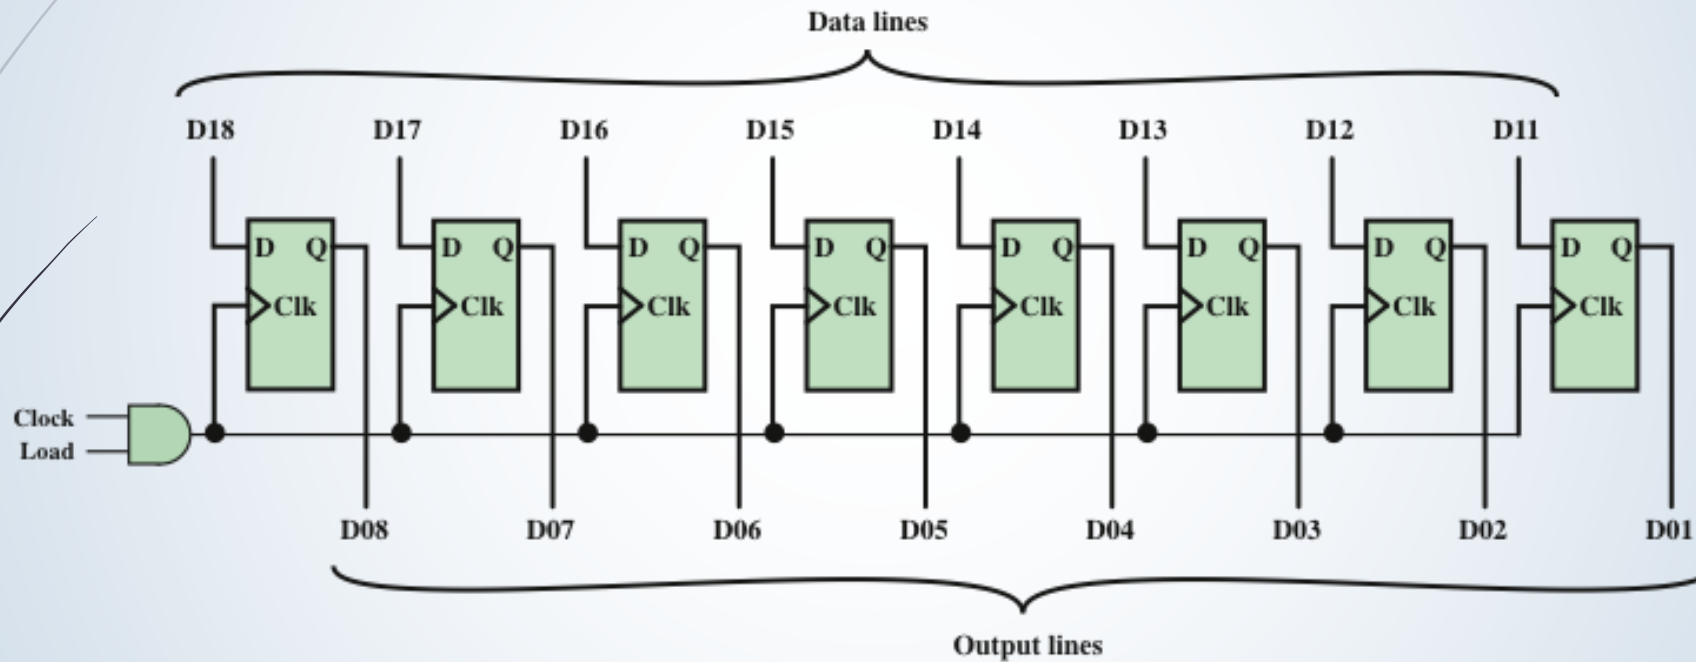 Data lines
D18 D17 D16 D15 D14 D13 D12 D11
D Q D Q D Q D Q D Q D Q D Q D Q
Clk Clk Clk Clk Clk Clk Clk Clk
Clock
Load
D08 D07 D06 D05 D04 D03 D02 D01
Output lines